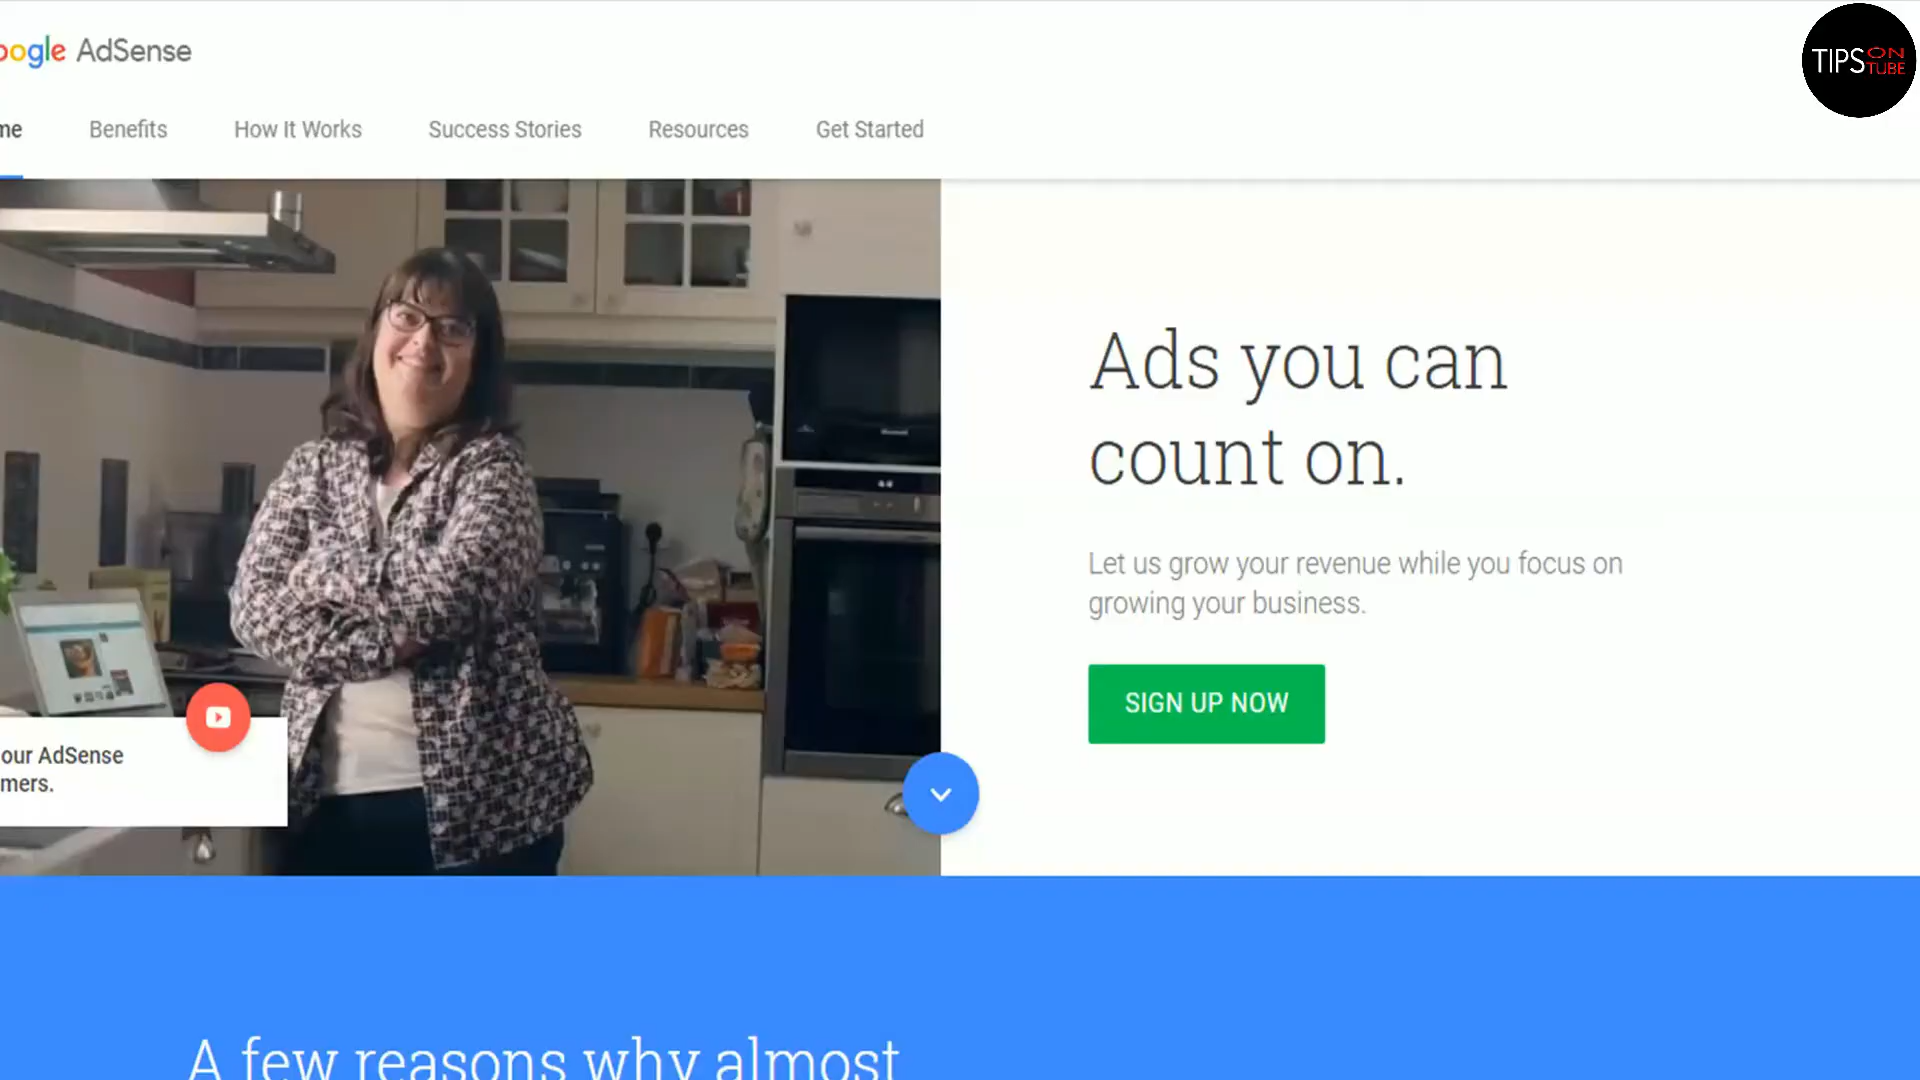 oogle AdSense
TIPS ON TUBE
me
Benefits
How It Works
Success Stories
Resources
Get Started
Ads you can
count on.
Let us grow your revenue while you focus on
growing your business.
SIGN UP NOW
our AdSense
mers.
A few reasons why almost